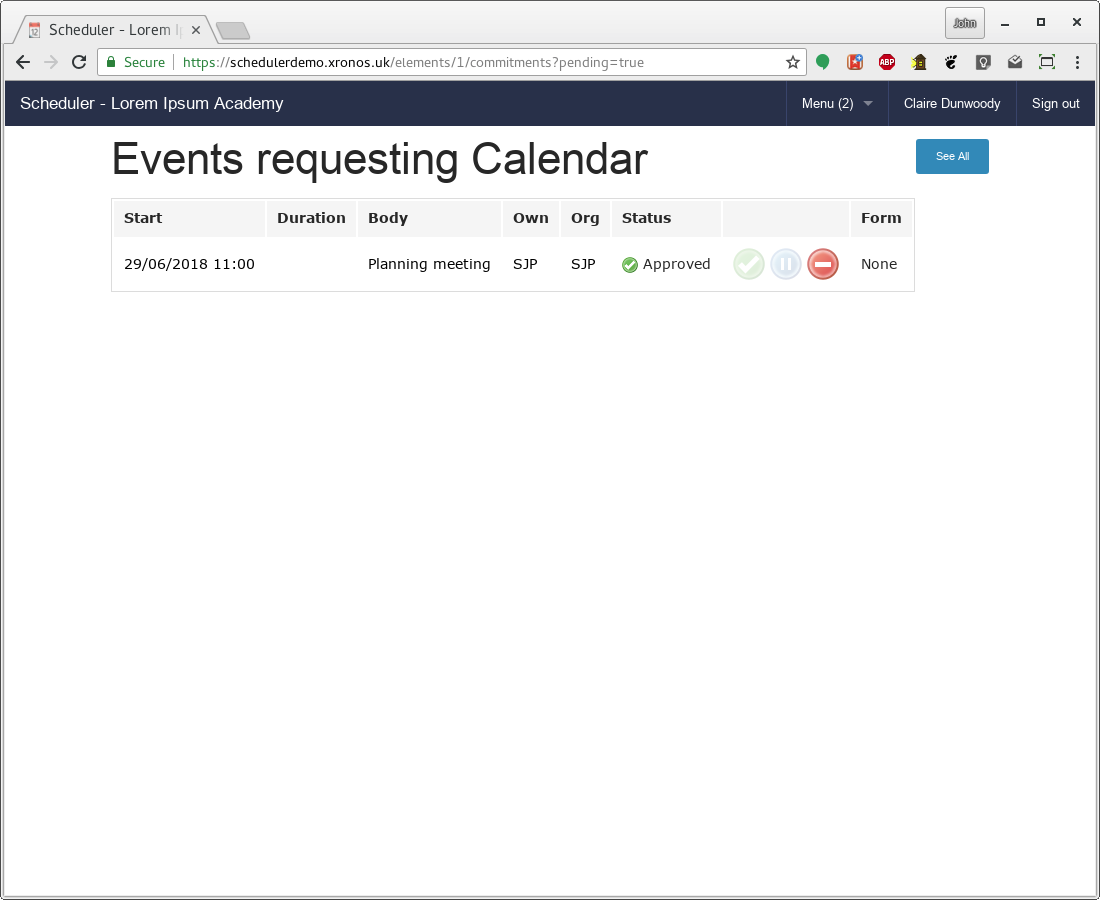 Scheduler - Lorem I
John
Secure
https://schedulerdemo.xronos.uk/elements/1/commitments?pending=true
ABP
Scheduler - Lorem Ipsum Academy
Menu (2)
Claire Dunwoody
Sign out
Events requesting Calendar
See All
Start Duration Body Own Org Status Form
29/06/2018 11:00 Planning meeting SJP SJP Approved None